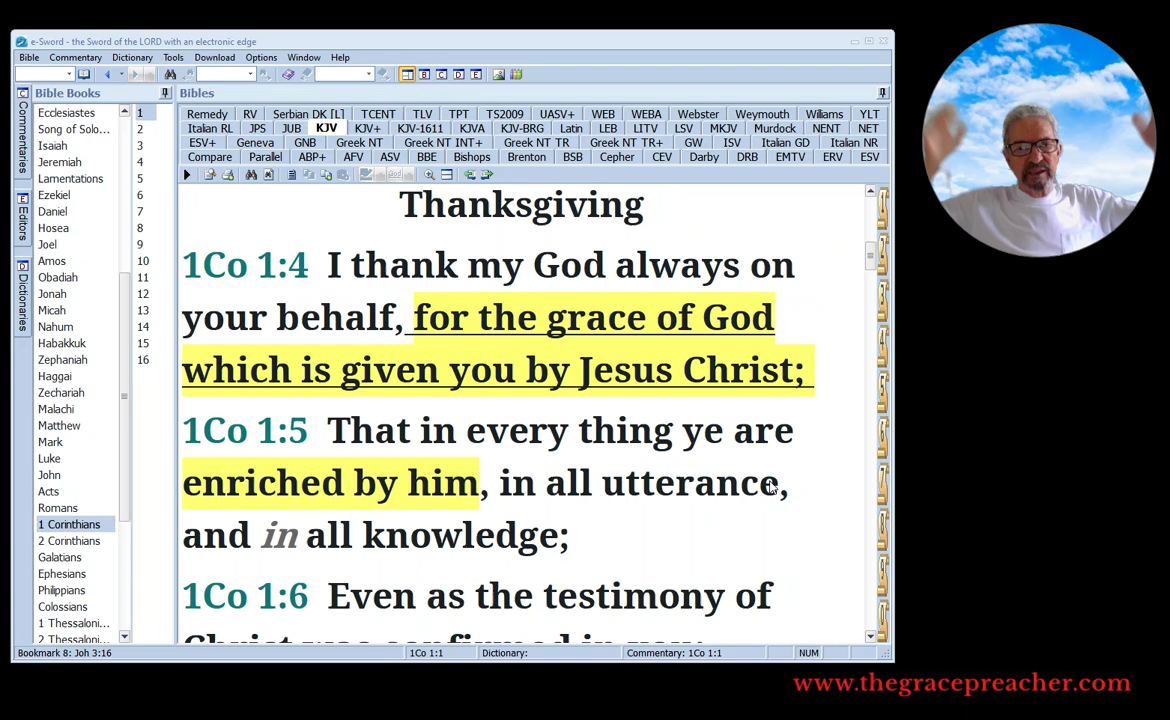 e-Sword - the Sword of the LORD with an electronic edge
Bible Commentary Dictionary Tools Download Options Window Help
B C D E
Bible Books
Bibles
Commentaries
Editors
Dictionaries
Ecclesiastes
Song of Solo...
Isaiah
Jeremiah
Lamentations
Ezekiel
Daniel
Hosea
Joel
Amos
Obadiah
Jonah
Micah
Nahum
Habakkuk
Zephaniah
Haggai
Zechariah
Malachi
Matthew
Mark
Luke
John
Acts
Romans
1 Corinthians
2 Corinthians
Galatians
Ephesians
Philippians
Colossians
1 Thessaloni...
2 Thessaloni...
1
2
3
4
5
6
7
8
9
10
11
12
13
14
15
16
Remedy RV Serbian DK [L] TCENT TLV TPT TS2009 UASV+ WEB WEBA Webster Weymouth Williams YLT
Italian RL JPS JUB KJV KJV+ KJV-1611 KJVA KJV-BRG Latin LEB LITV LSV MKJV Murdock NENT NET
ESV+ Geneva GNB Greek NT Greek NT INT+ Greek NT TR Greek NT TR+ GW ISV Italian GD Italian NR
Compare Parallel ABP+ AFV ASV BBE Bishops Brenton BSB Cepher CEV Darby DRB EMTV ERV ESV
Thanksgiving
1Co 1:4 I thank my God always on
your behalf, for the grace of God
which is given you by Jesus Christ;
1Co 1:5 That in every thing ye are
enriched by him, in all utterance,
and in all knowledge;
1Co 1:6 Even as the testimony of
Christ was confirmed in you:
Bookmark 8: Joh 3:16
1Co 1:1
Dictionary:
Commentary: 1Co 1:1
NUM
www.thegracepreacher.com